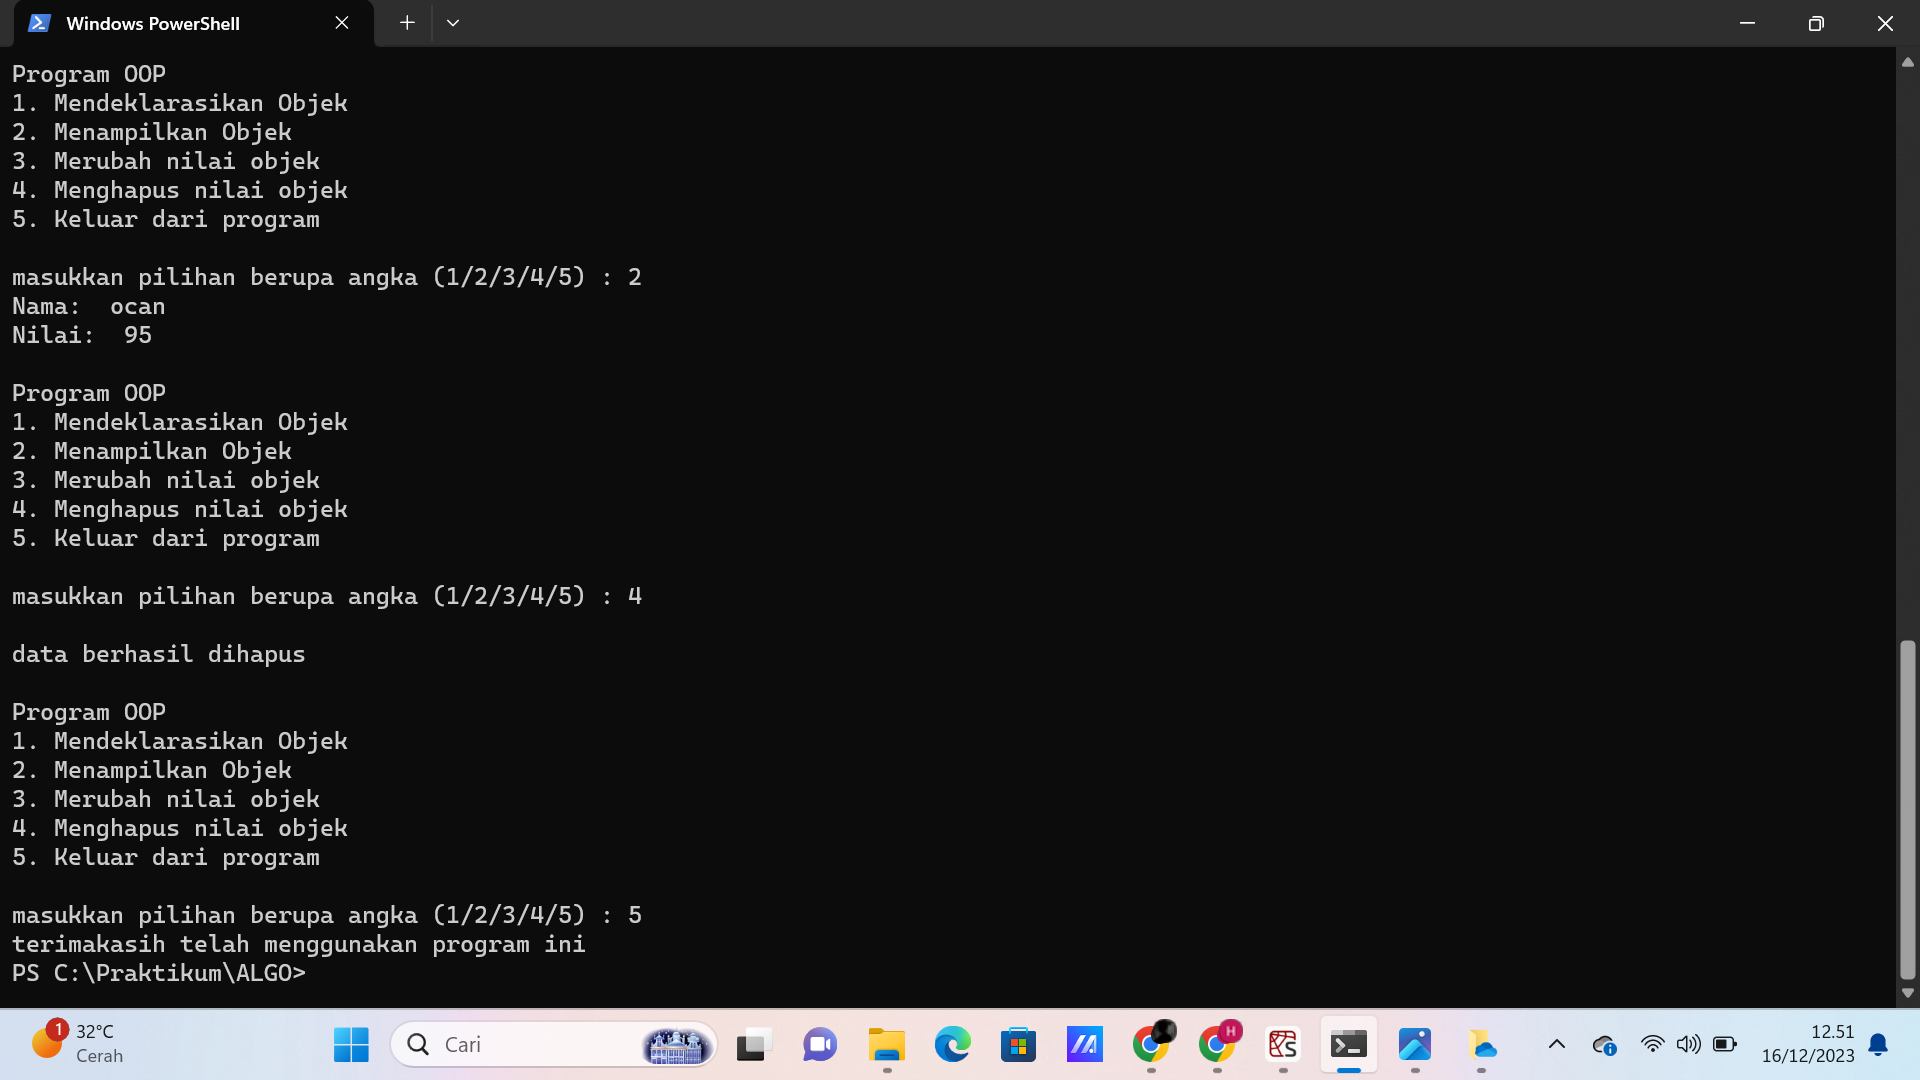 Windows PowerShell
Program OOP
1. Mendeklarasikan Objek
2. Menampilkan Objek
3. Merubah nilai objek
4. Menghapus nilai objek
5. Keluar dari program
masukkan pilihan berupa angka (1/2/3/4/5) : 2
Nama:  ocan
Nilai:  95
Program OOP
1. Mendeklarasikan Objek
2. Menampilkan Objek
3. Merubah nilai objek
4. Menghapus nilai objek
5. Keluar dari program
masukkan pilihan berupa angka (1/2/3/4/5) : 4
data berhasil dihapus
Program OOP
1. Mendeklarasikan Objek
2. Menampilkan Objek
3. Merubah nilai objek
4. Menghapus nilai objek
5. Keluar dari program
masukkan pilihan berupa angka (1/2/3/4/5) : 5
terimakasih telah menggunakan program ini
PS C:\Praktikum\ALGO>
1
32°C
Cerah
Cari
H
12.51
16/12/2023